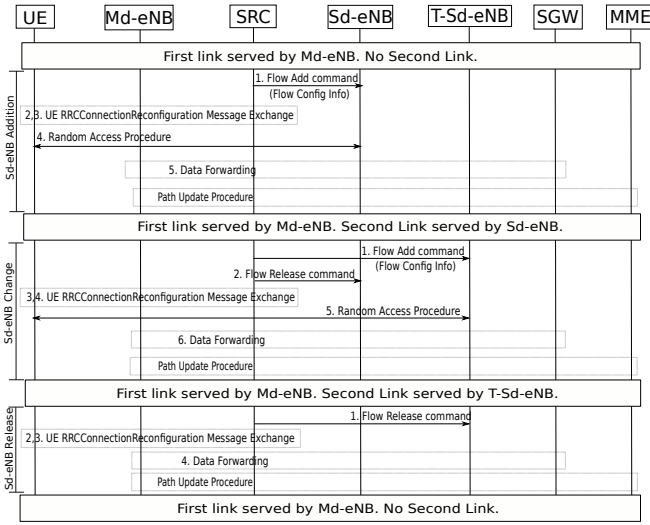 UE Md-eNB SRC Sd-eNB T-Sd-eNB SGW MME
First link served by Md-eNB. No Second Link.
Sd-eNB Addition
1. Flow Add command
(Flow Config Info)
2,3. UE RRCConnectionReconfiguration Message Exchange
4. Random Access Procedure
5. Data Forwarding
Path Update Procedure
First link served by Md-eNB. Second Link served by Sd-eNB.
Sd-eNB Change
1. Flow Add command
(Flow Config Info)
2. Flow Release command
3,4. UE RRCConnectionReconfiguration Message Exchange
5. Random Access Procedure
6. Data Forwarding
Path Update Procedure
First link served by Md-eNB. Second Link served by T-Sd-eNB.
Sd-eNB Release
1. Flow Release command
2,3. UE RRCConnectionReconfiguration Message Exchange
4. Data Forwarding
Path Update Procedure
First link served by Md-eNB. No Second Link.